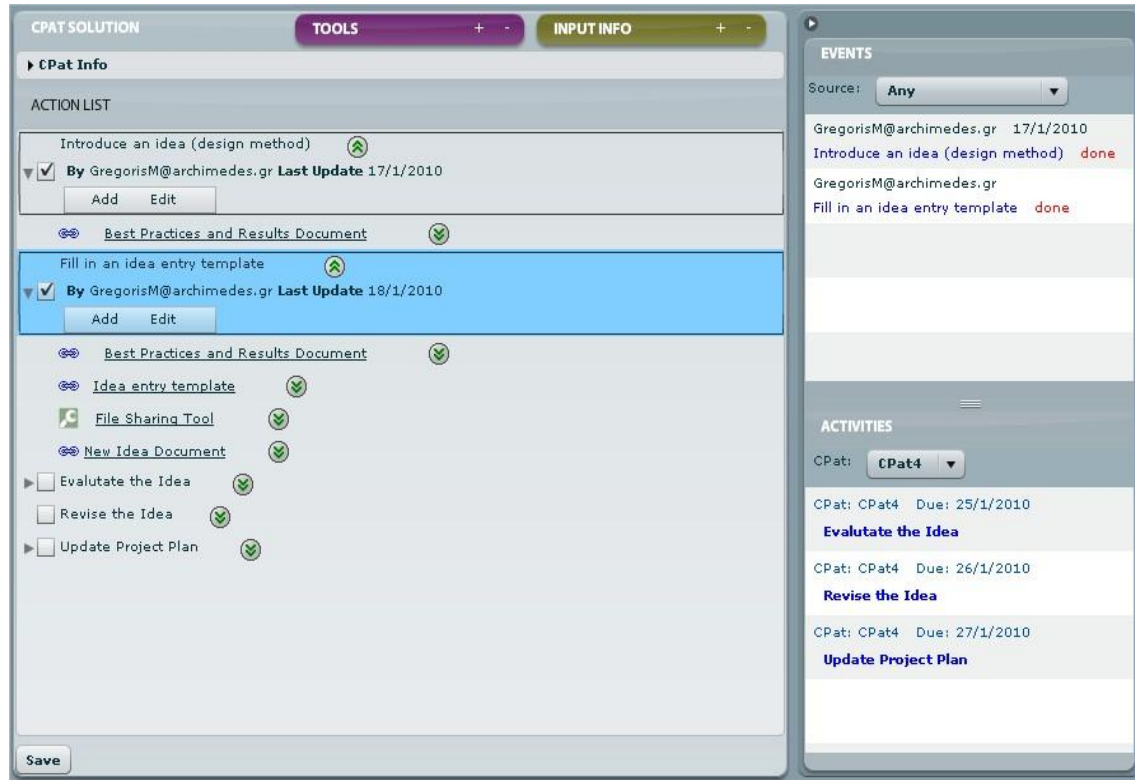 CPAT SOLUTION
TOOLS + -
INPUT INFO + -
CPat Info
ACTION LIST
Introduce an idea (design method)
By GregorisM@archimedes.gr Last Update 17/1/2010
Add Edit
Best Practices and Results Document
Fill in an idea entry template
By GregorisM@archimedes.gr Last Update 18/1/2010
Add Edit
Best Practices and Results Document
Idea entry template
File Sharing Tool
New Idea Document
Evalutate the Idea
Revise the Idea
Update Project Plan
Save
EVENTS
Source: Any
GregorisM@archimedes.gr 17/1/2010
Introduce an idea (design method) done
GregorisM@archimedes.gr
Fill in an idea entry template done
ACTIVITIES
CPat: CPat4
CPat: CPat4 Due: 25/1/2010
Evalutate the Idea
CPat: CPat4 Due: 26/1/2010
Revise the Idea
CPat: CPat4 Due: 27/1/2010
Update Project Plan